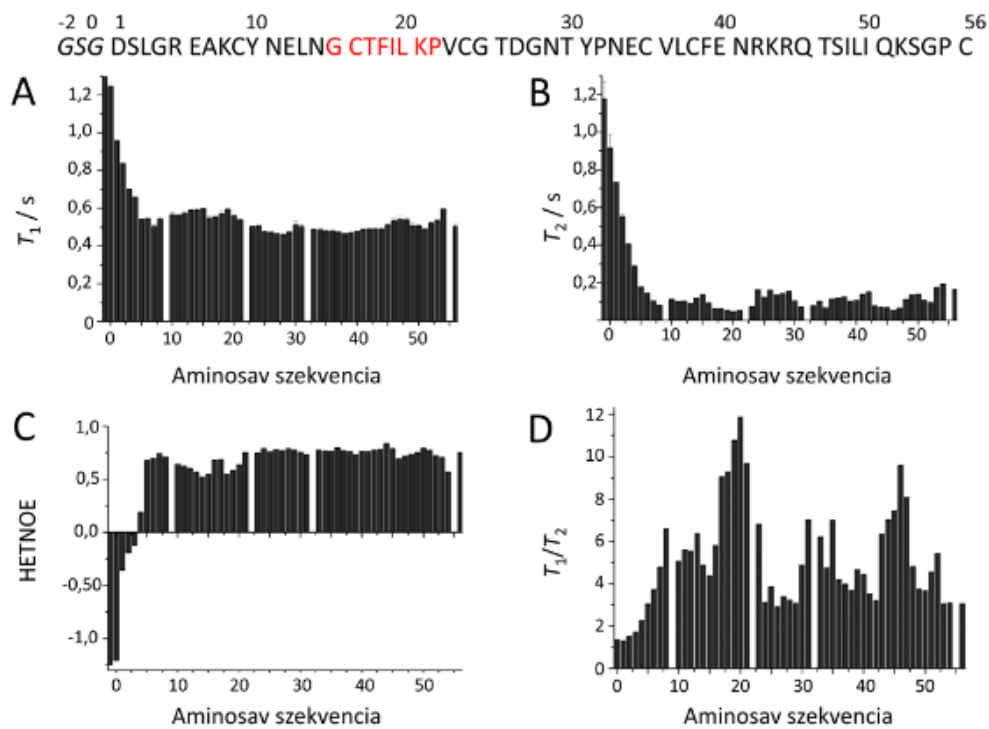 -2 0 1 10 20 30 40 50 56
GSG DSLGR EAKCY NELNG CTFIL KPVCG TDGNT YPNEC VLCFE NRKRQ TSILI QKSGP C
A
1,2
1,0
0,8
0,6
0,4
0,2
0
T1 / s
0 10 20 30 40 50
Aminosav szekvencia
B
1,2
1,0
0,8
0,6
0,4
0,2
T2 / s
0 10 20 30 40 50
Aminosav szekvencia
C
1,0
0,5
0,0
-0,50
-1,0
HETNOE
0 10 20 30 40 50
Aminosav szekvencia
D
12
10
8
6
4
2
0
T1/T2
0 10 20 30 40 50
Aminosav szekvencia